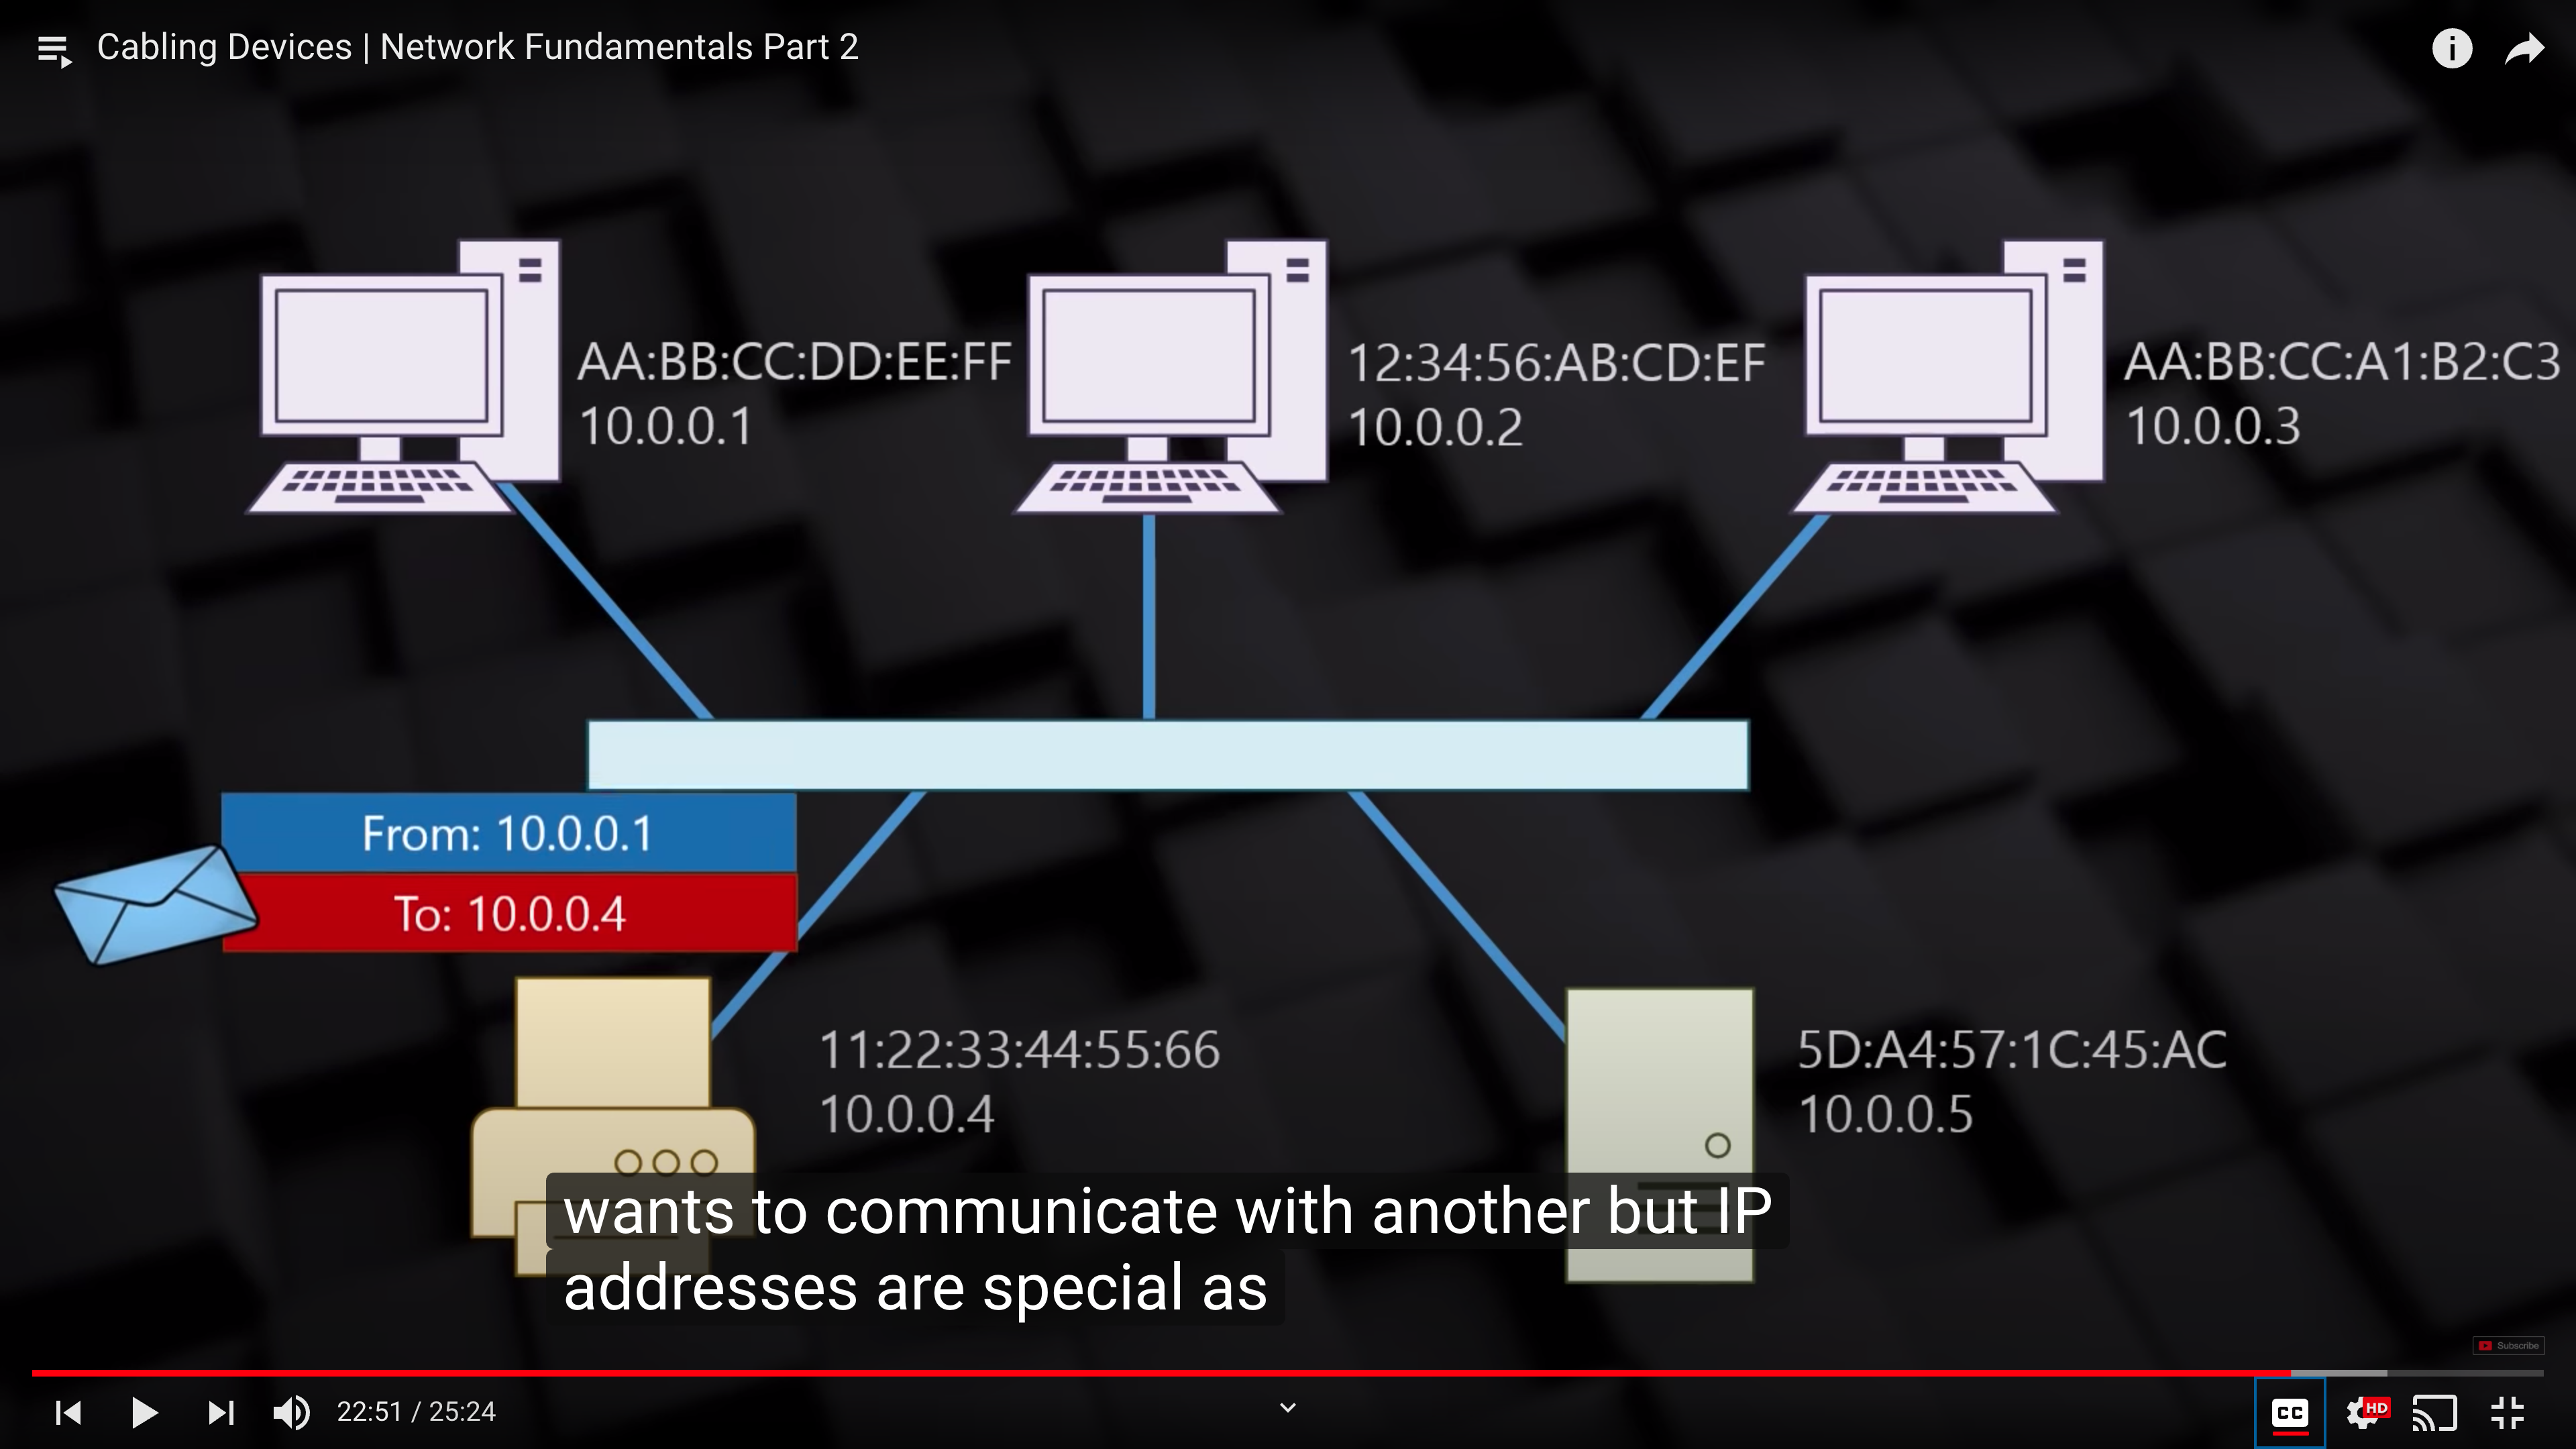 Cabling Devices | Network Fundamentals Part 2
AA:BB:CC:DD:EE:FF
10.0.0.1
12:34:56:AB:CD:EF
10.0.0.2
AA:BB:CC:A1:B2:C3
10.0.0.3
From: 10.0.0.1
To: 10.0.0.4
11:22:33:44:55:66
10.0.0.4
5D:A4:57:1C:45:AC
10.0.0.5
wants to communicate with another but IP
addresses are special as
Subscribe
22:51 / 25:24
CC
HD